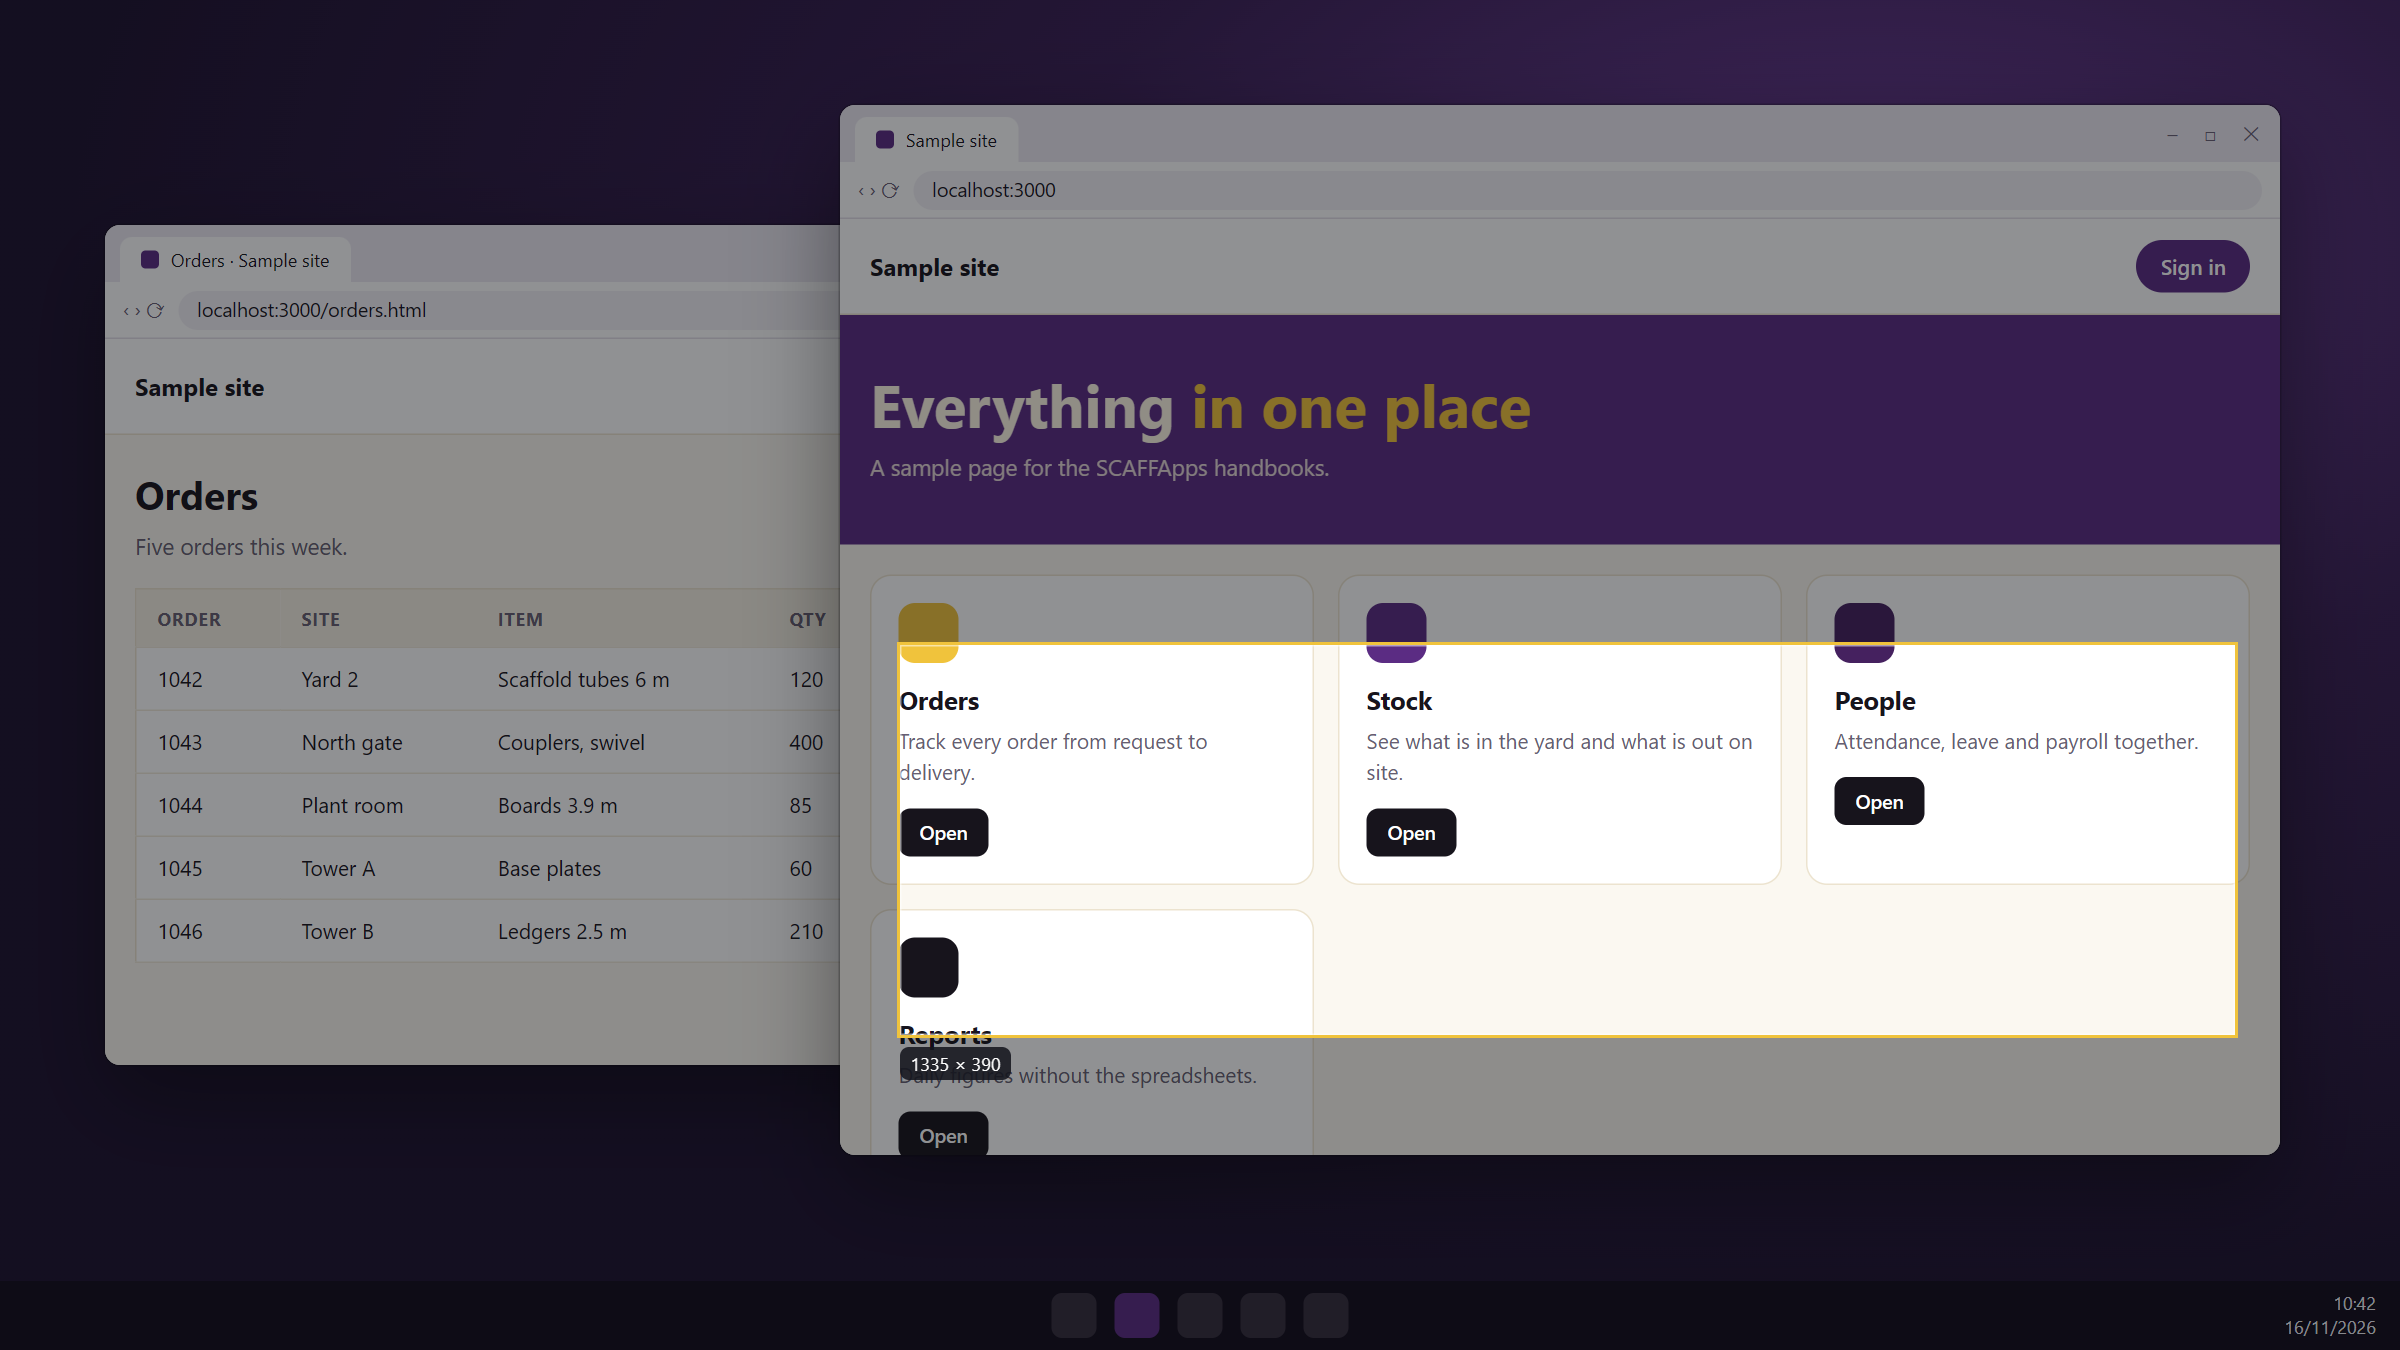 Sample site
localhost:3000
Sample site
Sign in
Everything in one place
A sample page for the SCAFFApps handbooks.
Orders
Track every order from request to
delivery.
Open
Stock
See what is in the yard and what is out on
site.
Open
People
Attendance, leave and payroll together.
Open
Reports
1335 × 390
Daily figures without the spreadsheets.
Open
Orders · Sample site
localhost:3000/orders.html
Sample site
Orders
Five orders this week.
ORDER SITE ITEM QTY
1042 Yard 2 Scaffold tubes 6 m 120
1043 North gate Couplers, swivel 400
1044 Plant room Boards 3.9 m 85
1045 Tower A Base plates 60
1046 Tower B Ledgers 2.5 m 210
10:42
16/11/2026